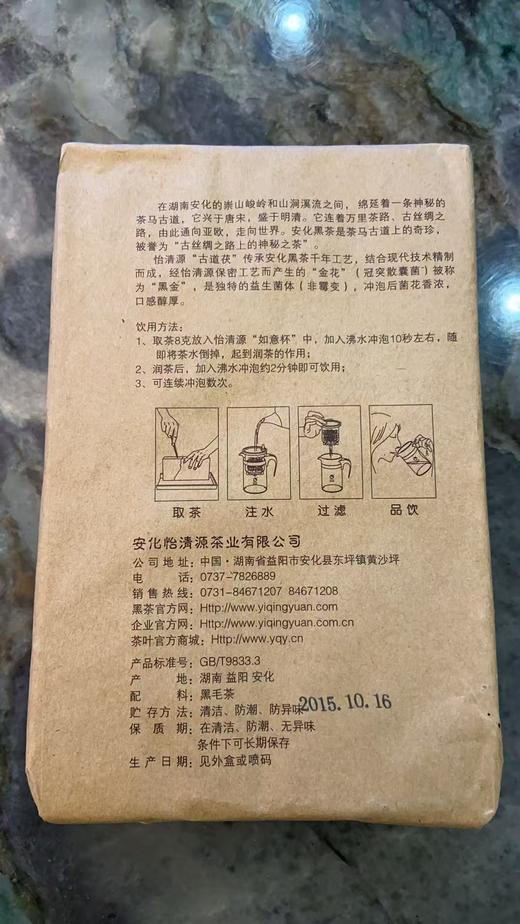 在湖南安化的崇山峻岭和山涧溪流之间，绵延着一条神秘的
茶马古道，它兴于唐宋，盛于明清。它连着万里茶路、古丝绸之
路，由此通向亚欧，走向世界。安化黑茶是茶马古道上的奇珍，
被誉为“古丝绸之路上的神秘之茶”。
怡清源“古道茯”传承安化黑茶千年工艺，结合现代技术精制
而成，经怡清源保密工艺而产生的“金花”（冠突散囊菌）被称
为“黑金”，是独特的益生菌体（非霉变），冲泡后菌花香浓，
口感醇厚。
饮用方法：
1、取茶8克放入怡清源“如意杯”中，加入沸水冲泡10秒左右，随
即将茶水倒掉，起到润茶的作用；
2、润茶后，加入沸水冲泡约2分钟即可饮用；
3、可连续冲泡数次。
取茶 注水 过滤 品饮
安化怡清源茶业有限公司
公司地址：中国·湖南省益阳市安化县东坪镇黄沙坪
电话：0737-7826889
销售热线：0731-84671207 84671208
黑茶官方网：Http://www.yiqingyuan.com
企业官方网：Http://www.yiqingyuan.com.cn
茶叶官方商城：Http://www.yqy.cn
产品标准号：GB/T9833.3
产地：湖南 益阳 安化
配料：黑毛茶
贮存方法：清洁、防潮、防异味
2015.10.16
保质期：在清洁、防潮、无异味
条件下可长期保存
生产日期：见外盒或喷码